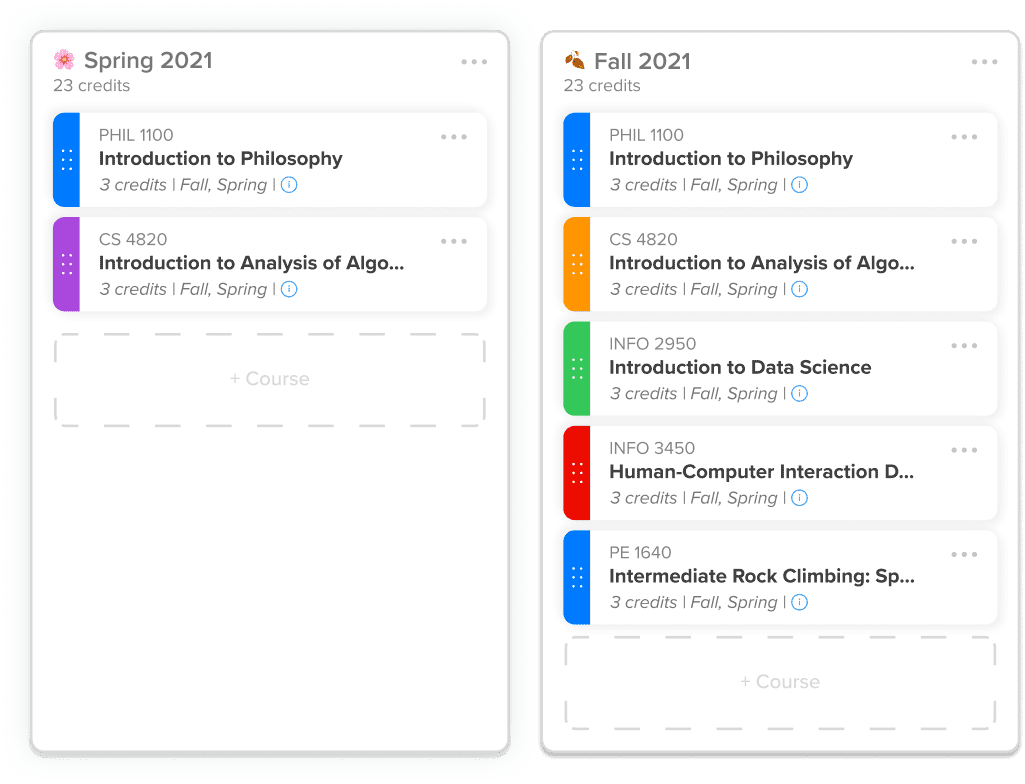 Spring 2021
23 credits
PHIL 1100
Introduction to Philosophy
3 credits | Fall, Spring |
CS 4820
Introduction to Analysis of Algo...
3 credits | Fall, Spring |
+ Course
Fall 2021
23 credits
PHIL 1100
Introduction to Philosophy
3 credits | Fall, Spring |
CS 4820
Introduction to Analysis of Algo...
3 credits | Fall, Spring |
INFO 2950
Introduction to Data Science
3 credits | Fall, Spring |
INFO 3450
Human-Computer Interaction D...
3 credits | Fall, Spring |
PE 1640
Intermediate Rock Climbing: Sp...
3 credits | Fall, Spring |
+ Course